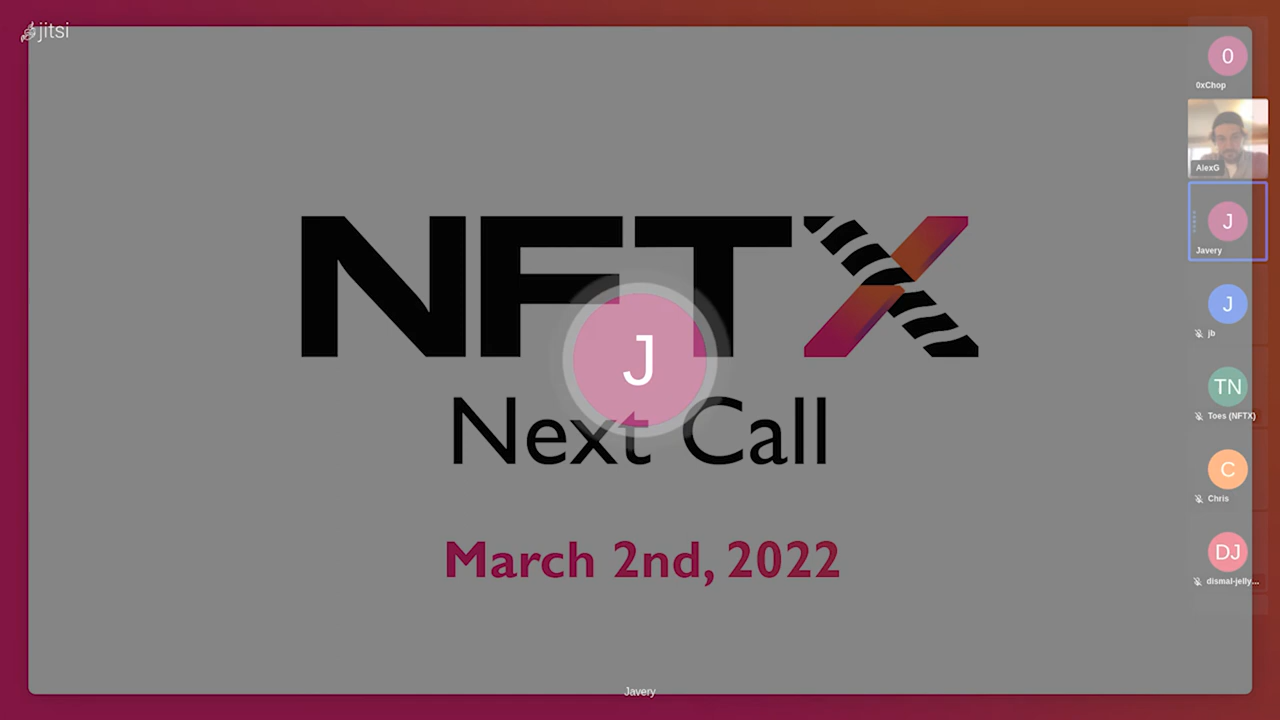 jitsi
NFTX
Next Call
March 2nd, 2022
J
Javery
0
0xChop
AlexG
J
Javery
J
jb
TN
Toes (NFTX)
C
Chris
DJ
dismal-jelly...